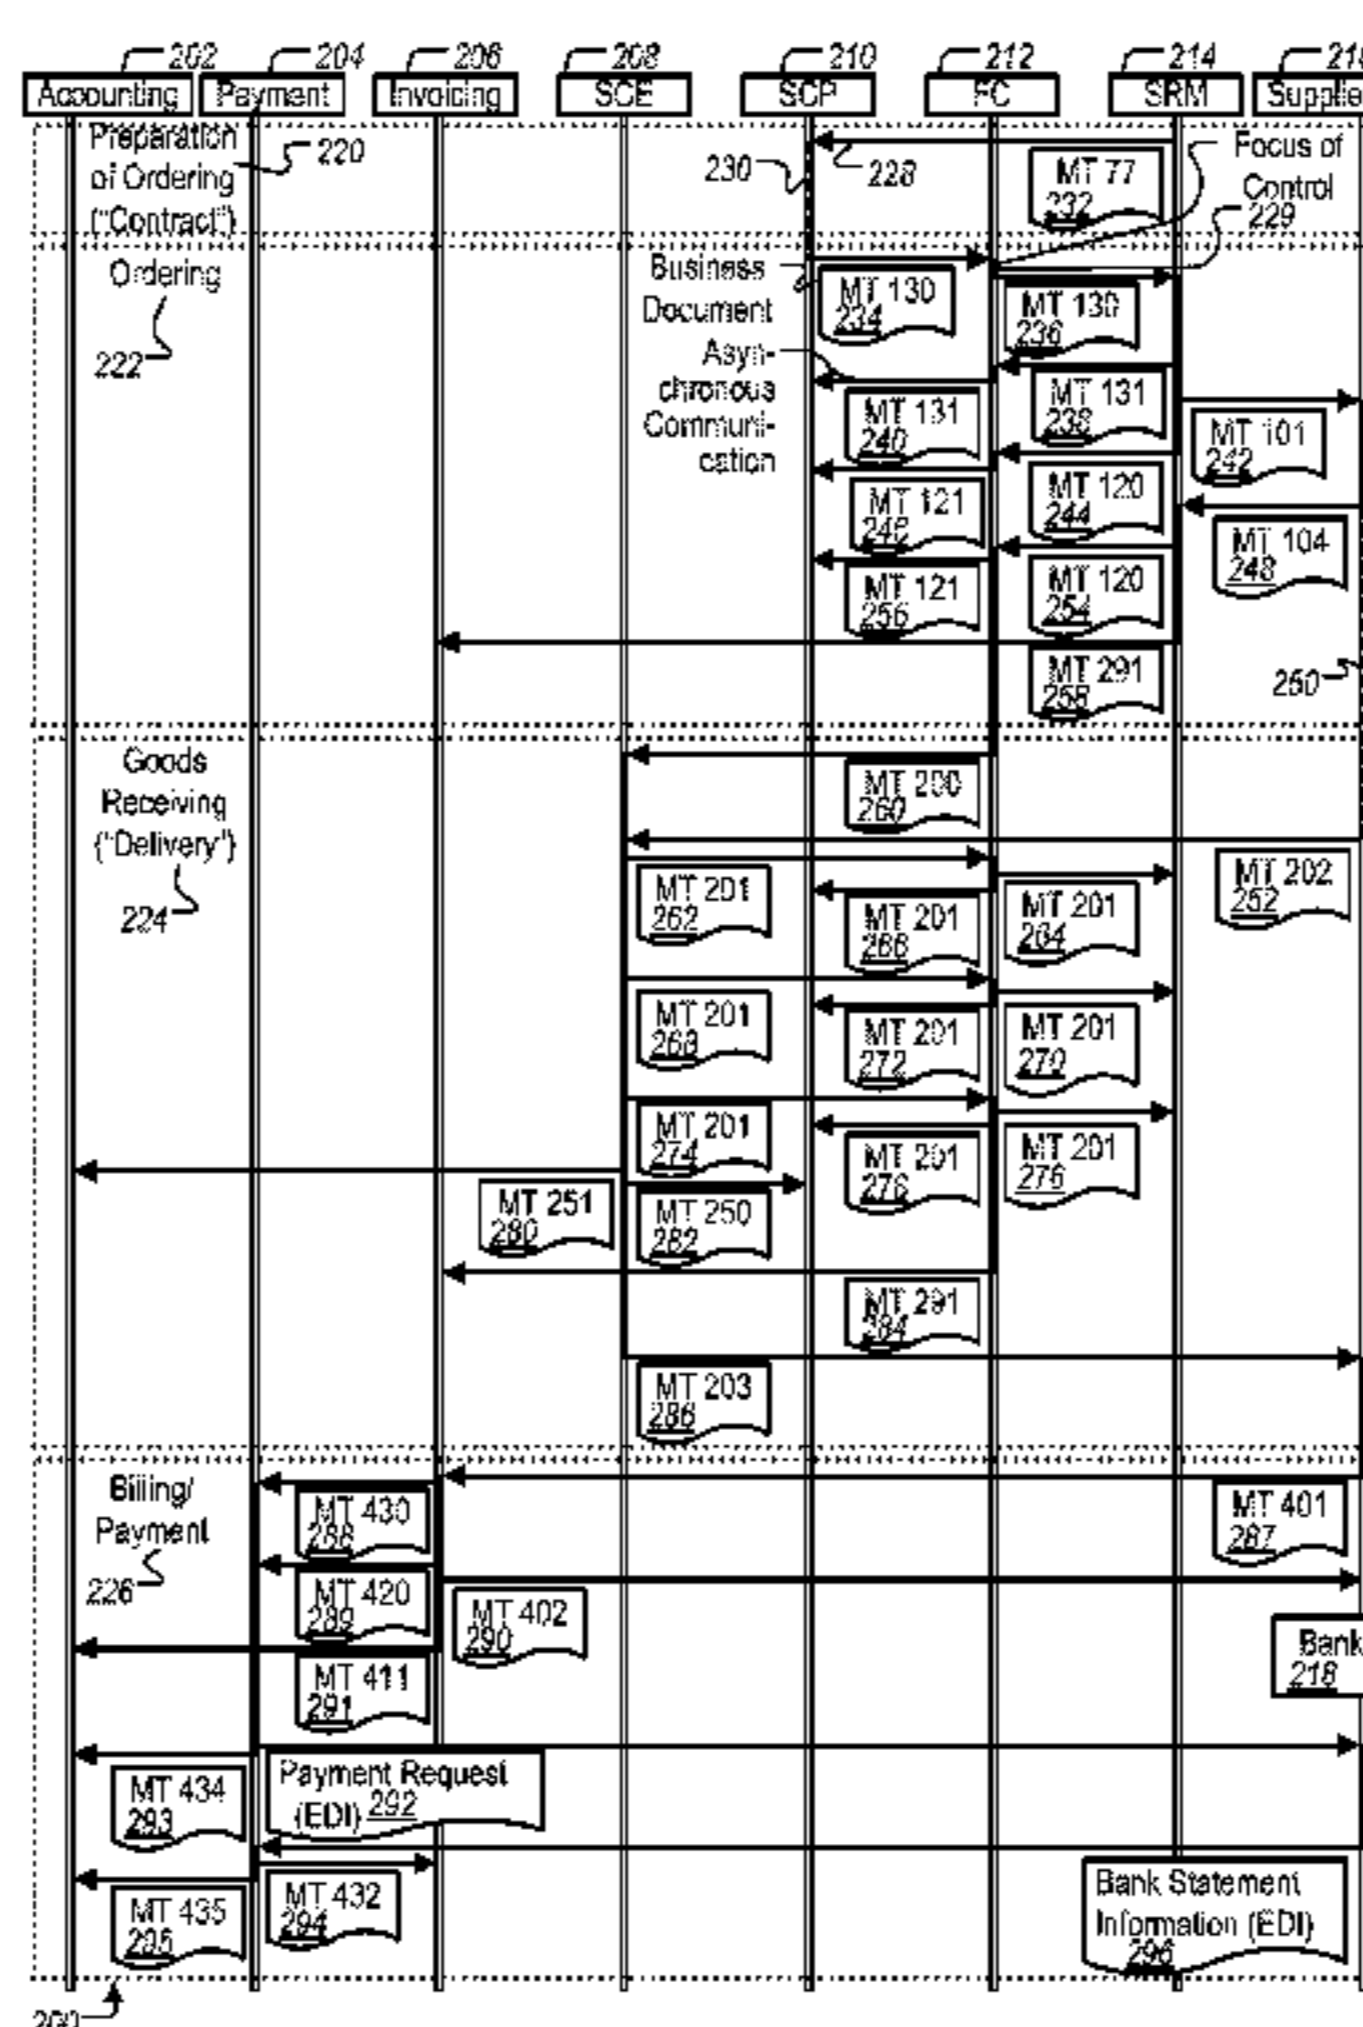 202 204 206 208 210 212 214
Accounting Payment Invoicing SCE SCP FC SRM
Preparation
of Ordering
("Contract")
220
230
228
MT 77
232
Focus of
Control
229
Ordering
222
Business
Document
Asyn-
chronous
Communi-
cation
MT 130
234
MT 130
236
MT 131
238
MT 131
240
MT 101
242
MT 120
244
MT 121
246
MT 104
248
MT 120
254
MT 121
256
MT 291
258
250
Goods
Receiving
("Delivery")
224
MT 200
260
MT 202
252
MT 201
262
MT 201
266
MT 201
264
MT 201
268
MT 201
272
MT 201
270
MT 201
274
MT 201
276
MT 201
276
MT 251
280
MT 250
282
MT 291
284
MT 203
286
Billing/
Payment
226
MT 430
288
MT 401
287
MT 420
289
MT 402
290
MT 411
291
Bank
218
MT 434
293
Payment Request
(EDI) 292
MT 435
295
MT 432
294
Bank Statement
Information (EDI)
296
200